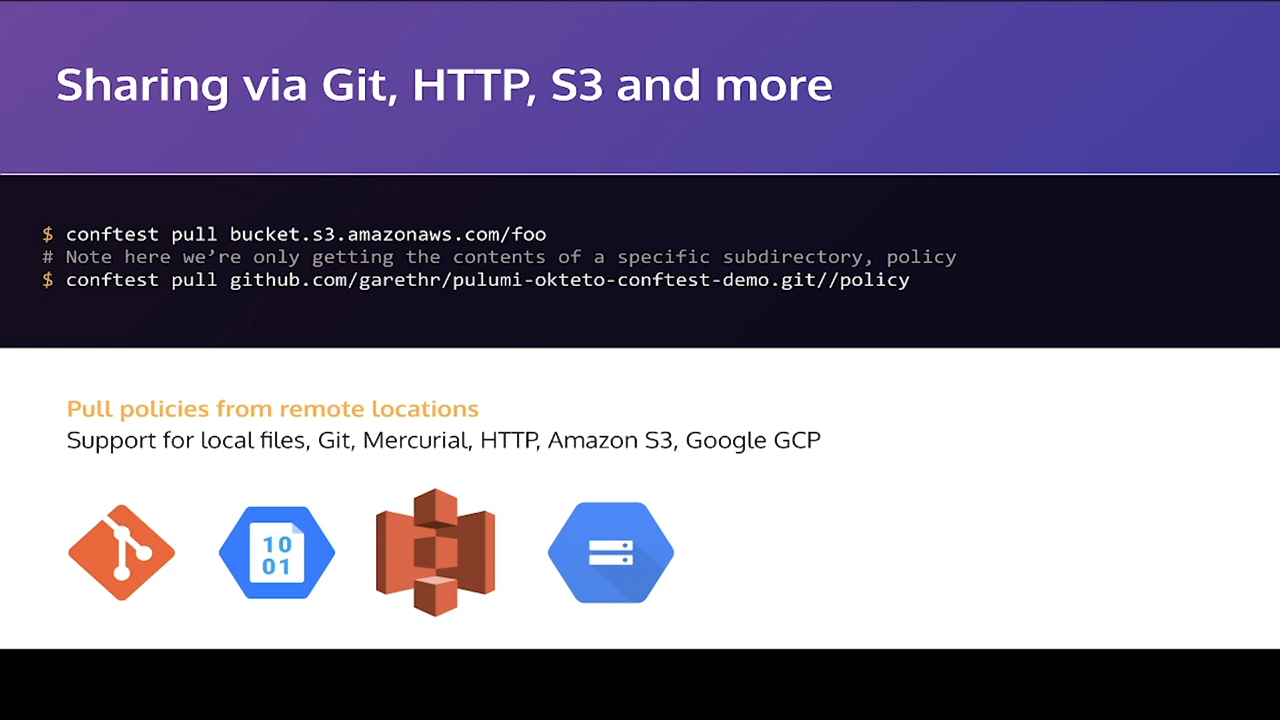 Sharing via Git, HTTP, S3 and more
$ conftest pull bucket.s3.amazonaws.com/foo
# Note here we’re only getting the contents of a specific subdirectory, policy
$ conftest pull github.com/garethr/pulumi-okteto-conftest-demo.git//policy
Pull policies from remote locations
Support for local files, Git, Mercurial, HTTP, Amazon S3, Google GCP
10
01